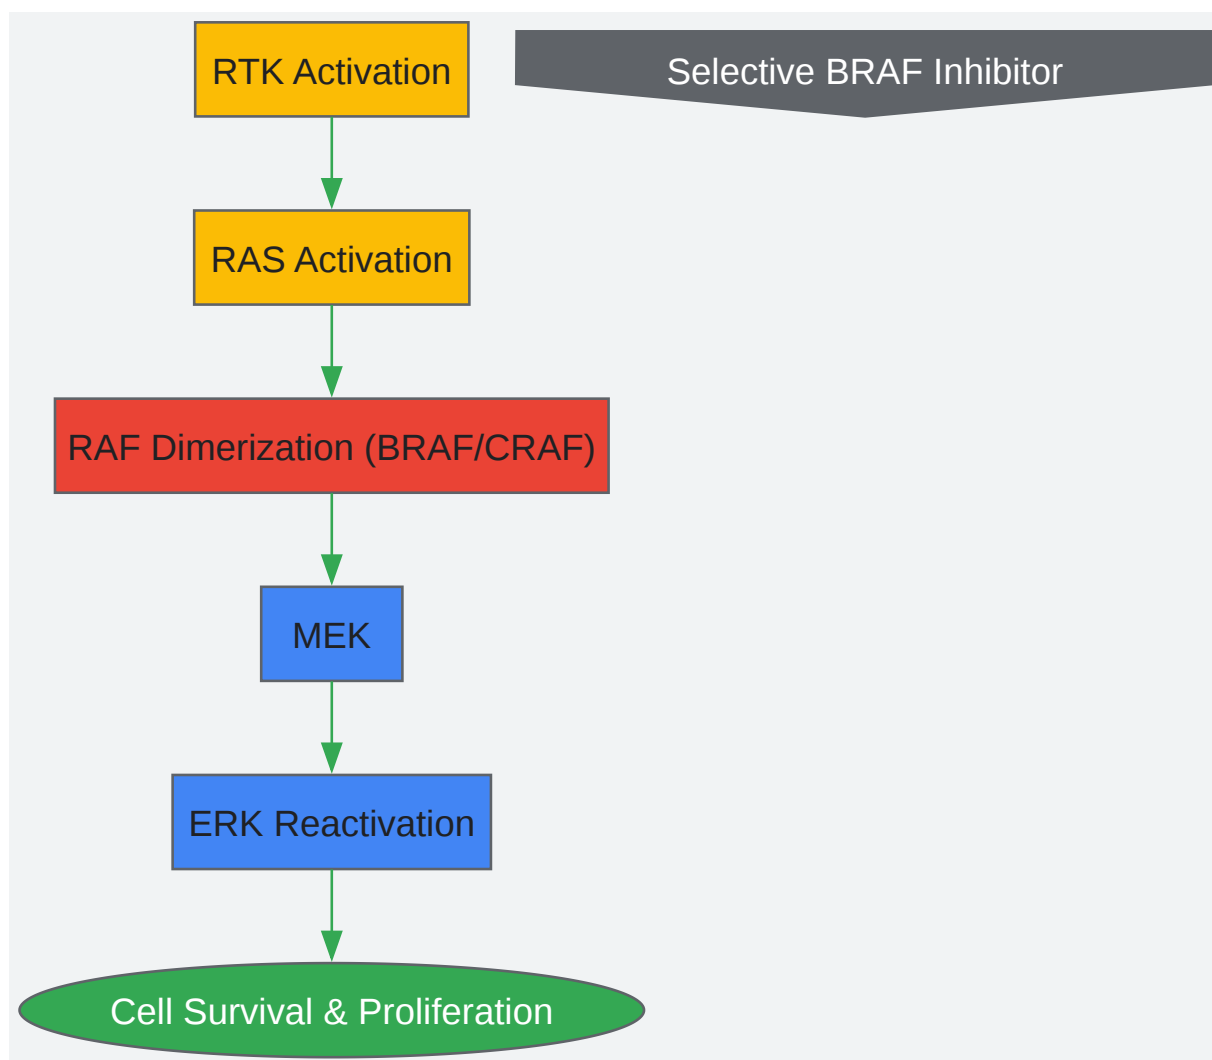 RTK Activation
Selective BRAF Inhibitor
RAS Activation
RAF Dimerization (BRAF/CRAF)
MEK
ERK Reactivation
Cell Survival & Proliferation